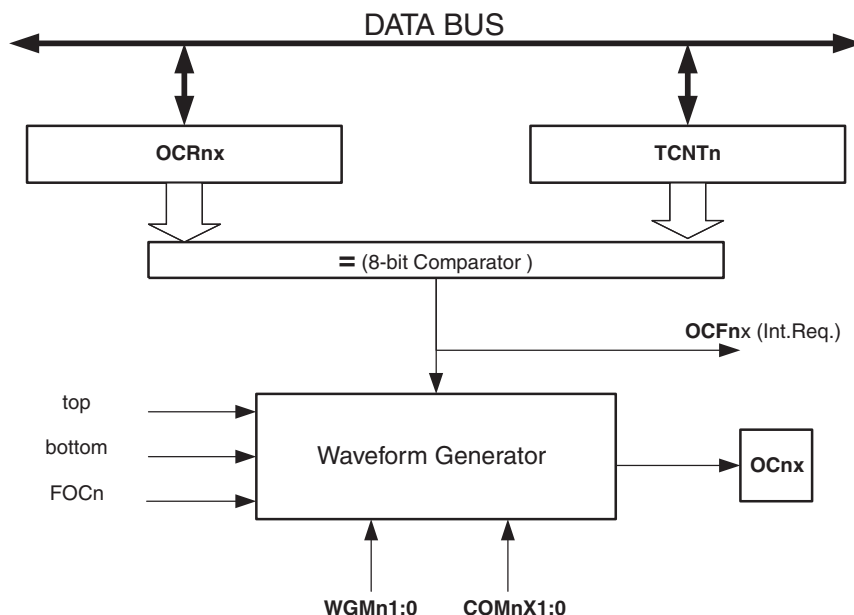 DATA BUS
OCRnx
TCNTn
= (8-bit Comparator )
OCFnx (Int.Req.)
top
bottom
FOCn
Waveform Generator
OCnx
WGMn1:0
COMnX1:0